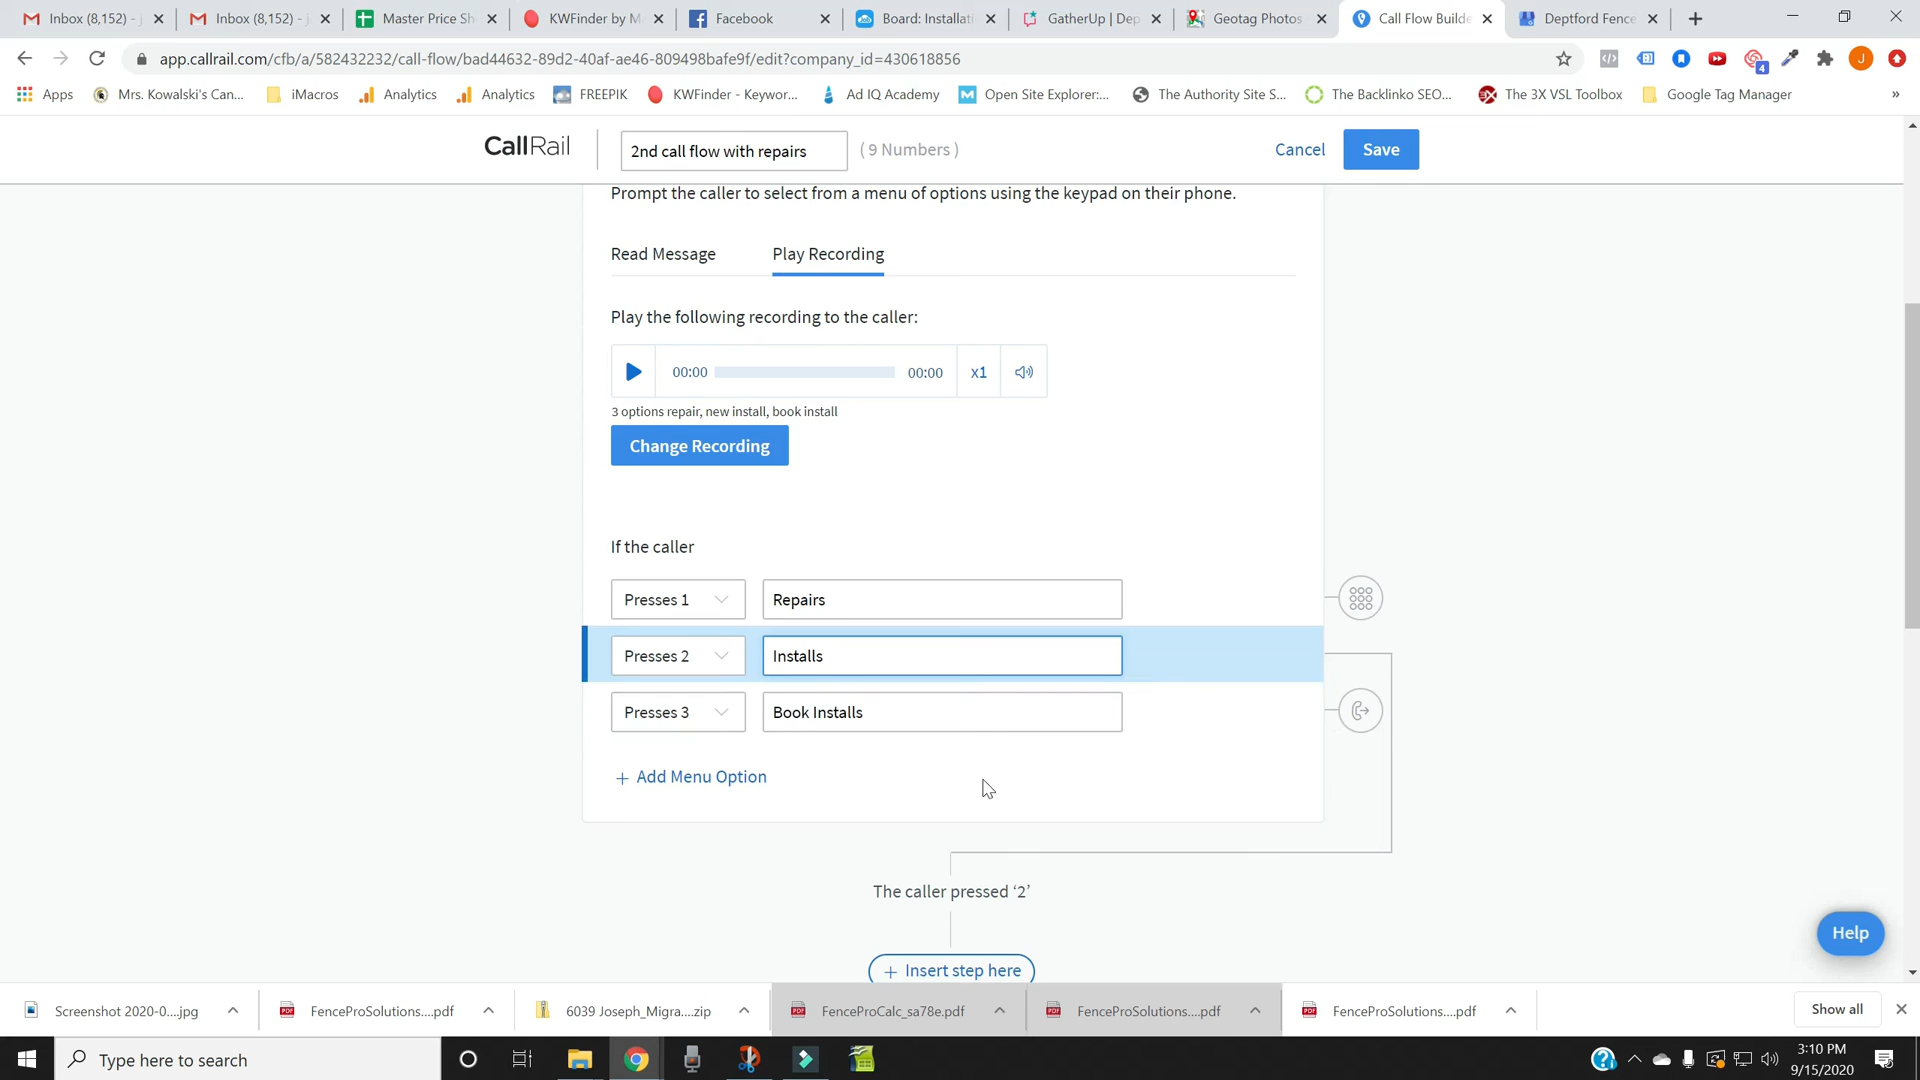 Inbox (8,152) - j
Inbox (8,152) - j
Master Price Sh
KWFinder by M
Facebook
Board: Installati
GatherUp | Dep
Geotag Photos
Call Flow Builde
Deptford Fence
app.callrail.com/cfb/a/582432232/call-flow/bad44632-89d2-40af-ae46-809498bafe9f/edit?company_id=430618856
4
J
Apps
Mrs. Kowalski's Can...
iMacros
Analytics
Analytics
FREEPIK
KWFinder - Keywor...
Ad IQ Academy
Open Site Explorer:...
The Authority Site S...
The Backlinko SEO...
The 3X VSL Toolbox
Google Tag Manager
»
CallRail
2nd call flow with repairs
( 9 Numbers )
Cancel
Save
Prompt the caller to select from a menu of options using the keypad on their phone.
Read Message
Play Recording
Play the following recording to the caller:
00:00
00:00
x1
3 options repair, new install, book install
Change Recording
If the caller
Presses 1
Repairs
Presses 2
Installs
Presses 3
Book Installs
+ Add Menu Option
The caller pressed ‘2’
+ Insert step here
Help
Screenshot 2020-0....jpg
FenceProSolutions....pdf
6039 Joseph_Migra....zip
FenceProCalc_sa78e.pdf
FenceProSolutions....pdf
FenceProSolutions....pdf
Show all
Type here to search
3:10 PM
9/15/2020